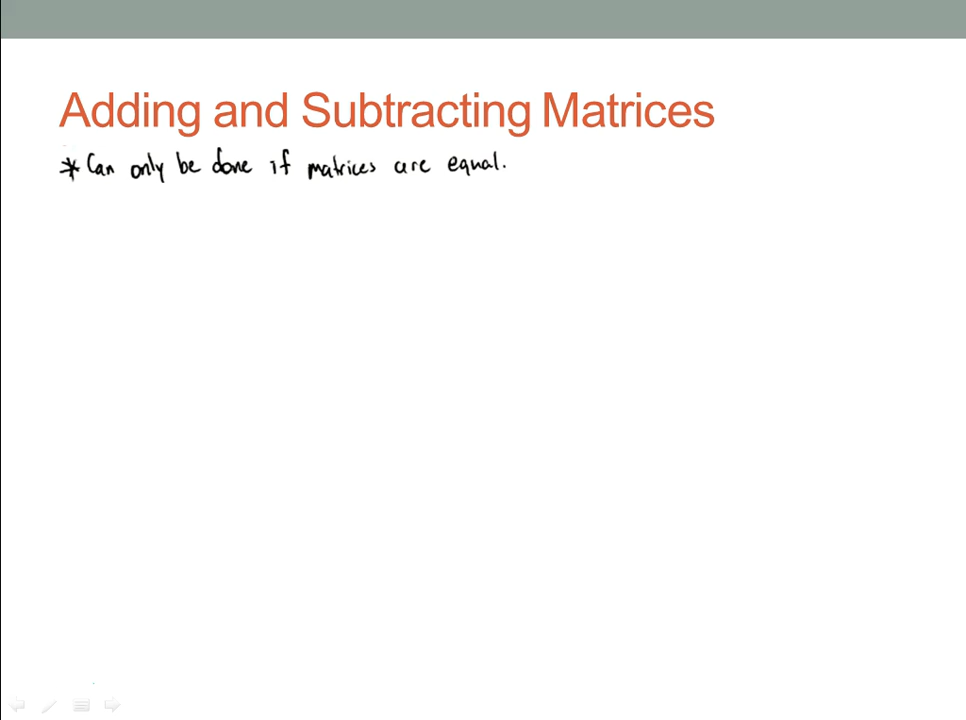 Adding and Subtracting Matrices
* Can only be done if matrices are equal.